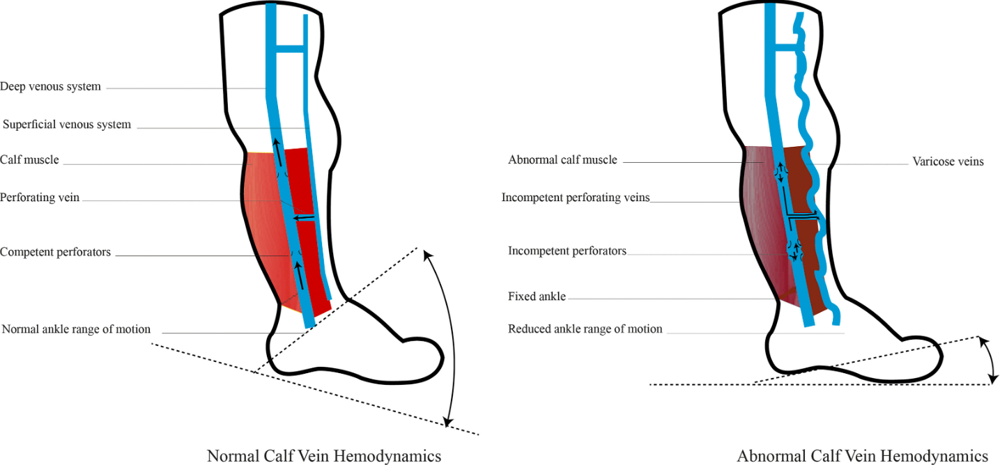 Deep venous system
Superficial venous system
Calf muscle
Perforating vein
Competent perforators
Normal ankle range of motion
Normal Calf Vein Hemodynamics
Abnormal calf muscle
Varicose veins
Incompetent perforating veins
Incompetent perforators
Fixed ankle
Reduced ankle range of motion
Abnormal Calf Vein Hemodynamics